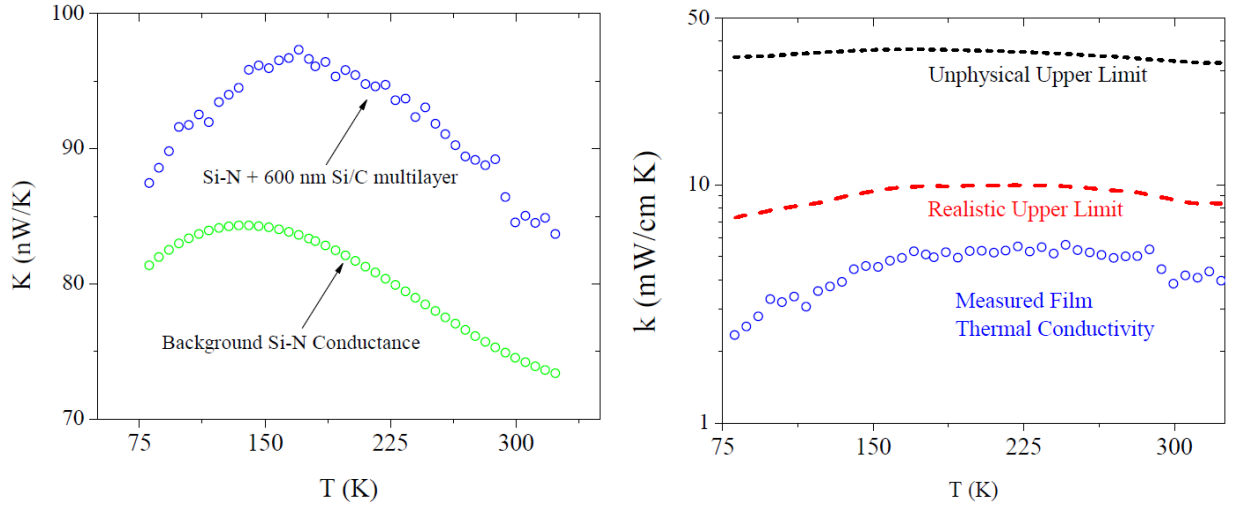 100
90
80
70
K (nW/K)
Si-N + 600 nm Si/C multilayer
Background Si-N Conductance
75
150
225
300
T (K)
50
10
1
k (mW/cm K)
Unphysical Upper Limit
Realistic Upper Limit
Measured Film
Thermal Conductivity
75
150
225
300
T (K)